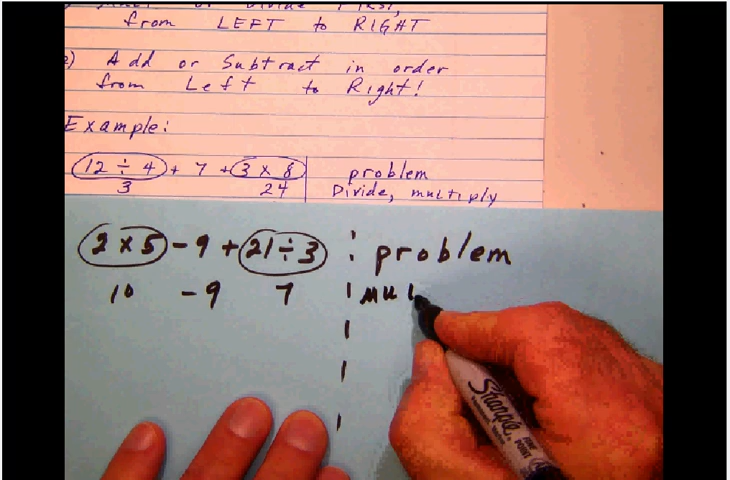 from LEFT to RIGHT
) Add or Subtract in order
from Left to Right!
Example:
12 ÷ 4 + 7 + 3 x 8 problem
3 24 Divide, multiply
2 x 5 - 9 + 21 ÷ 3 problem
10 - 9 7 mul
Sharpie